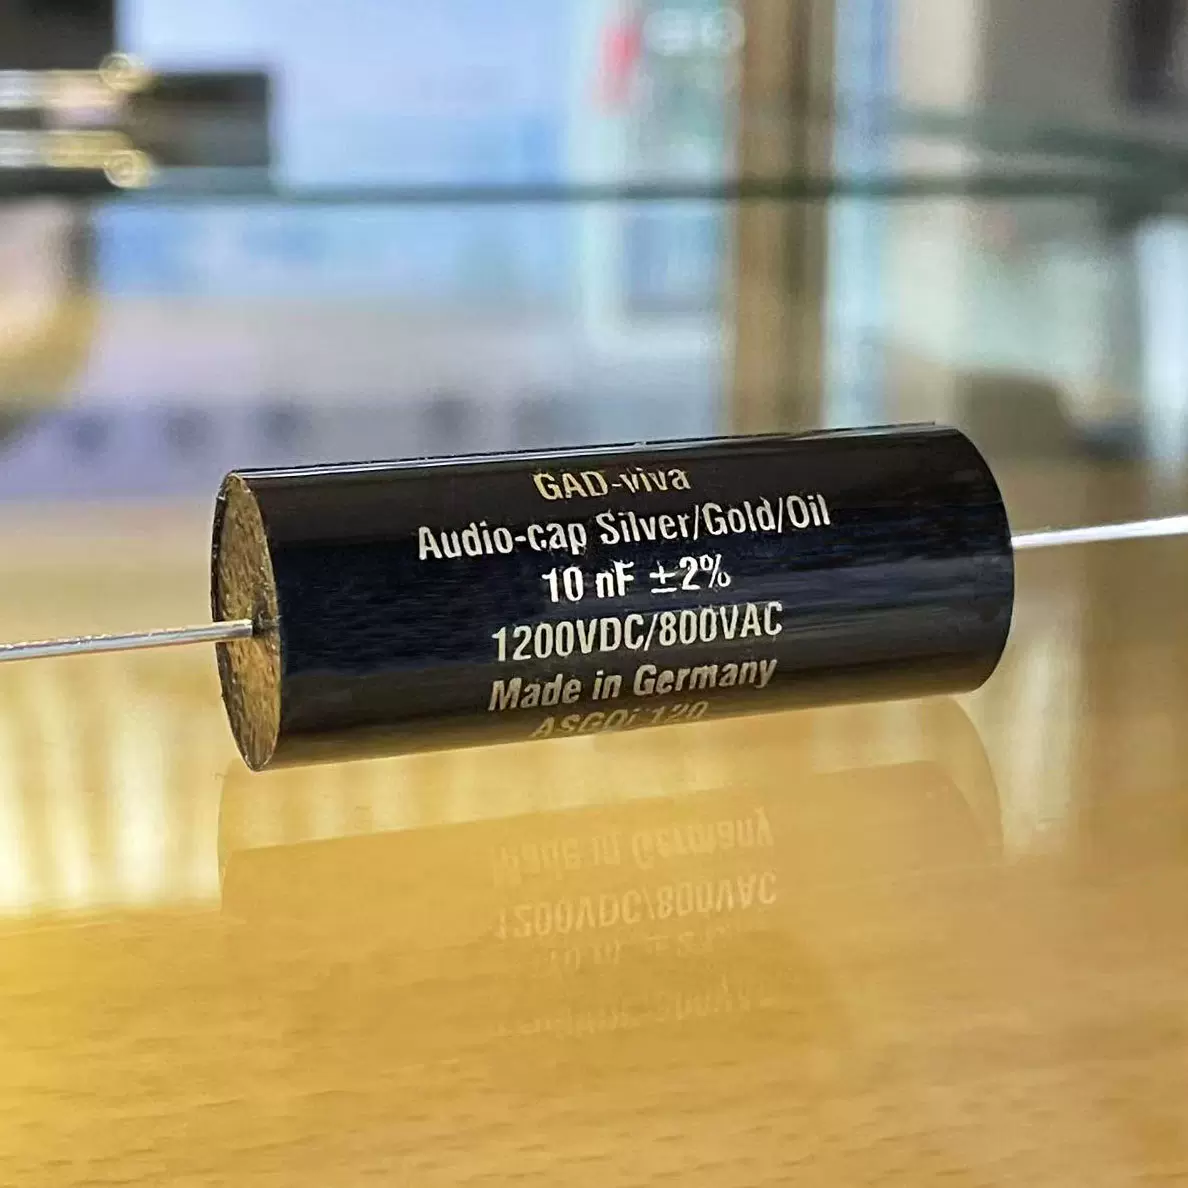 GAD-viva
Audio-cap Silver/Gold/Oil
10 nF ±2%
1200VDC/800VAC
Made in Germany